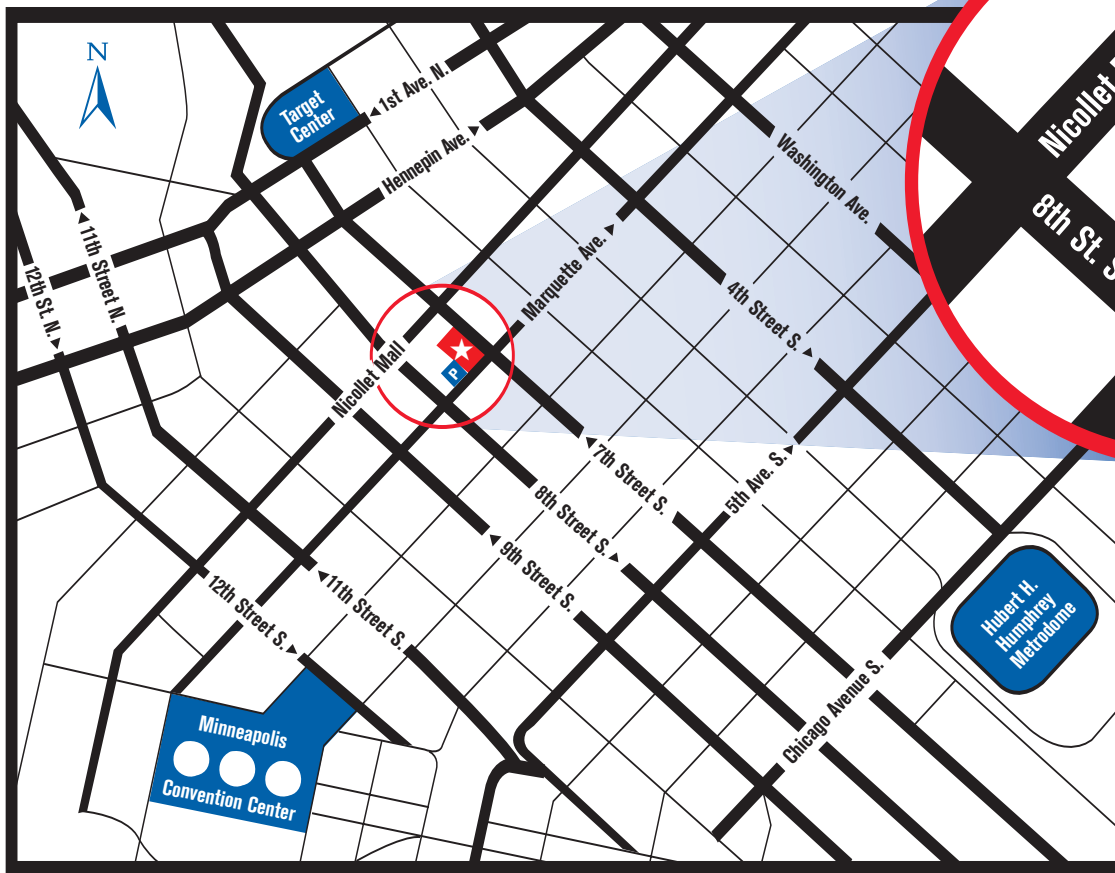 N
Target
Center
1st Ave. N.
Hennepin Ave.
Washington Ave.
Nicollet
8th St. S
11th Street N.
12th St. N.
Marquette Ave.
4th Street S.
Nicollet Mall
P
7th Street S.
5th Ave. S.
8th Street S.
9th Street S.
11th Street S.
12th Street S.
Hubert H.
Humphrey
Metrodome
Chicago Avenue S.
Minneapolis
Convention Center